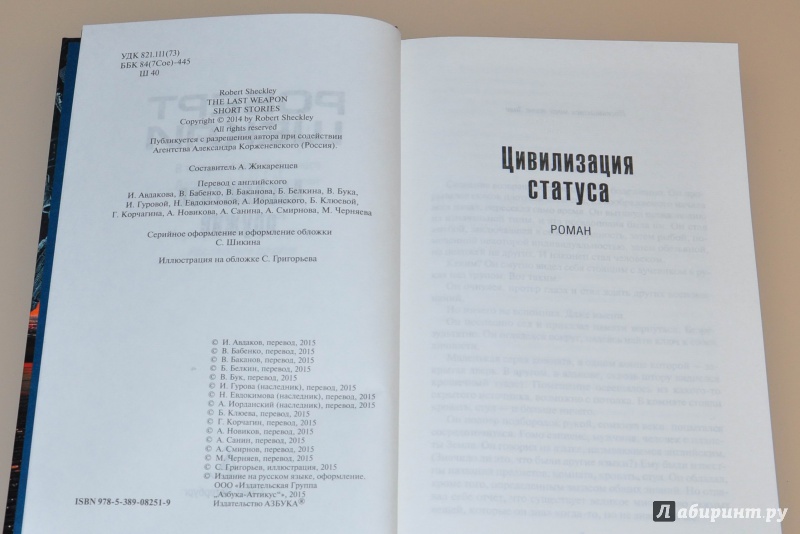 УДК 821.111(73)
ББК 84(7Сое)-445
Ш 40
Robert Sheckley
THE LAST WEAPON
SHORT STORIES
Copyright © 2014 by Robert Sheckley
All rights reserved
Публикуется с разрешения автора при содействии
Агентства Александра Корженевского (Россия).
Составитель А. Жикаренцев
Перевод с английского
И. Авдакова, В. Бабенко, В. Баканова, Б. Белкина, В. Вука,
И. Гуровой, Н. Евдокимовой, А. Иорданского, Б. Клюевой,
Г. Корчагина, А. Новикова, А. Санина, А. Смирнова, М. Черняева
Серийное оформление и оформление обложки
С. Шикина
Иллюстрация на обложке С. Григорьева
© И. Авдаков, перевод, 2015
© В. Бабенко, перевод, 2015
© В. Баканов, перевод, 2015
© Б. Белкин, перевод, 2015
© В. Вук, перевод, 2015
© И. Гурова (наследник), перевод, 2015
© Н. Евдокимова (наследник), перевод, 2015
© А. Иорданский (наследник), перевод, 2015
© Б. Клюева, перевод, 2015
© Г. Корчагин, перевод, 2015
© А. Новиков, перевод, 2015
© А. Санин, перевод, 2015
© А. Смирнов, перевод, 2015
© М. Черняев, перевод, 2015
© С. Григорьев, иллюстрация, 2015
© Издание на русском языке, оформление.
ООО «Издательская Группа
„Азбука-Аттикус“», 2015
Издательство АЗБУКА®
ISBN 978-5-389-08251-9
Цивилизация
статуса
РОМАН
Лабиринт.ру